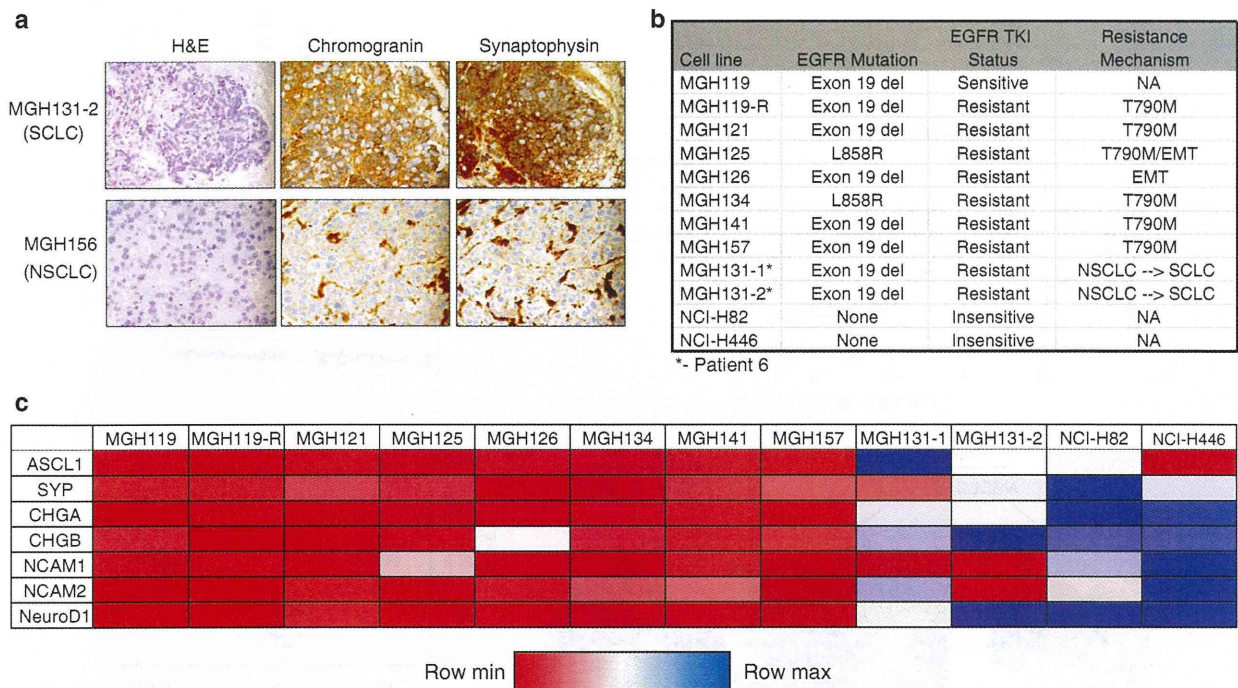 a
H&E Chromogranin Synaptophysin
MGH131-2
(SCLC)
MGH156
(NSCLC)
b
Cell line EGFR Mutation EGFR TKI Status Resistance Mechanism
MGH119 Exon 19 del Sensitive NA
MGH119-R Exon 19 del Resistant T790M
MGH121 Exon 19 del Resistant T790M
MGH125 L858R Resistant T790M/EMT
MGH126 Exon 19 del Resistant EMT
MGH134 L858R Resistant T790M
MGH141 Exon 19 del Resistant T790M
MGH157 Exon 19 del Resistant T790M
MGH131-1* Exon 19 del Resistant NSCLC --> SCLC
MGH131-2* Exon 19 del Resistant NSCLC --> SCLC
NCI-H82 None Insensitive NA
NCI-H446 None Insensitive NA
*- Patient 6
c
MGH119 MGH119-R MGH121 MGH125 MGH126 MGH134 MGH141 MGH157 MGH131-1 MGH131-2 NCI-H82 NCI-H446
ASCL1
SYP
CHGA
CHGB
NCAM1
NCAM2
NeuroD1
Row min Row max